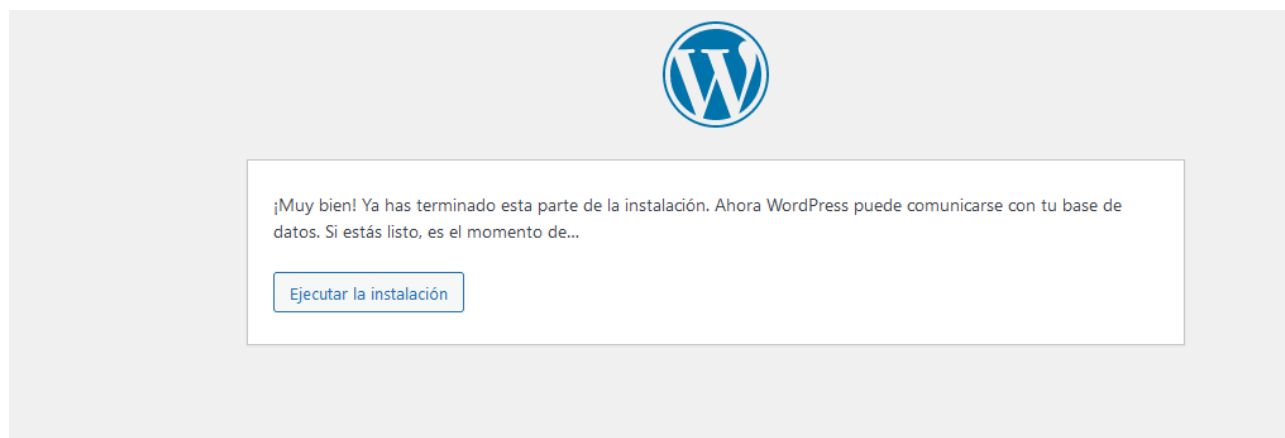 ¡Muy bien! Ya has terminado esta parte de la instalación. Ahora WordPress puede comunicarse con tu base de
datos. Si estás listo, es el momento de...
Ejecutar la instalación